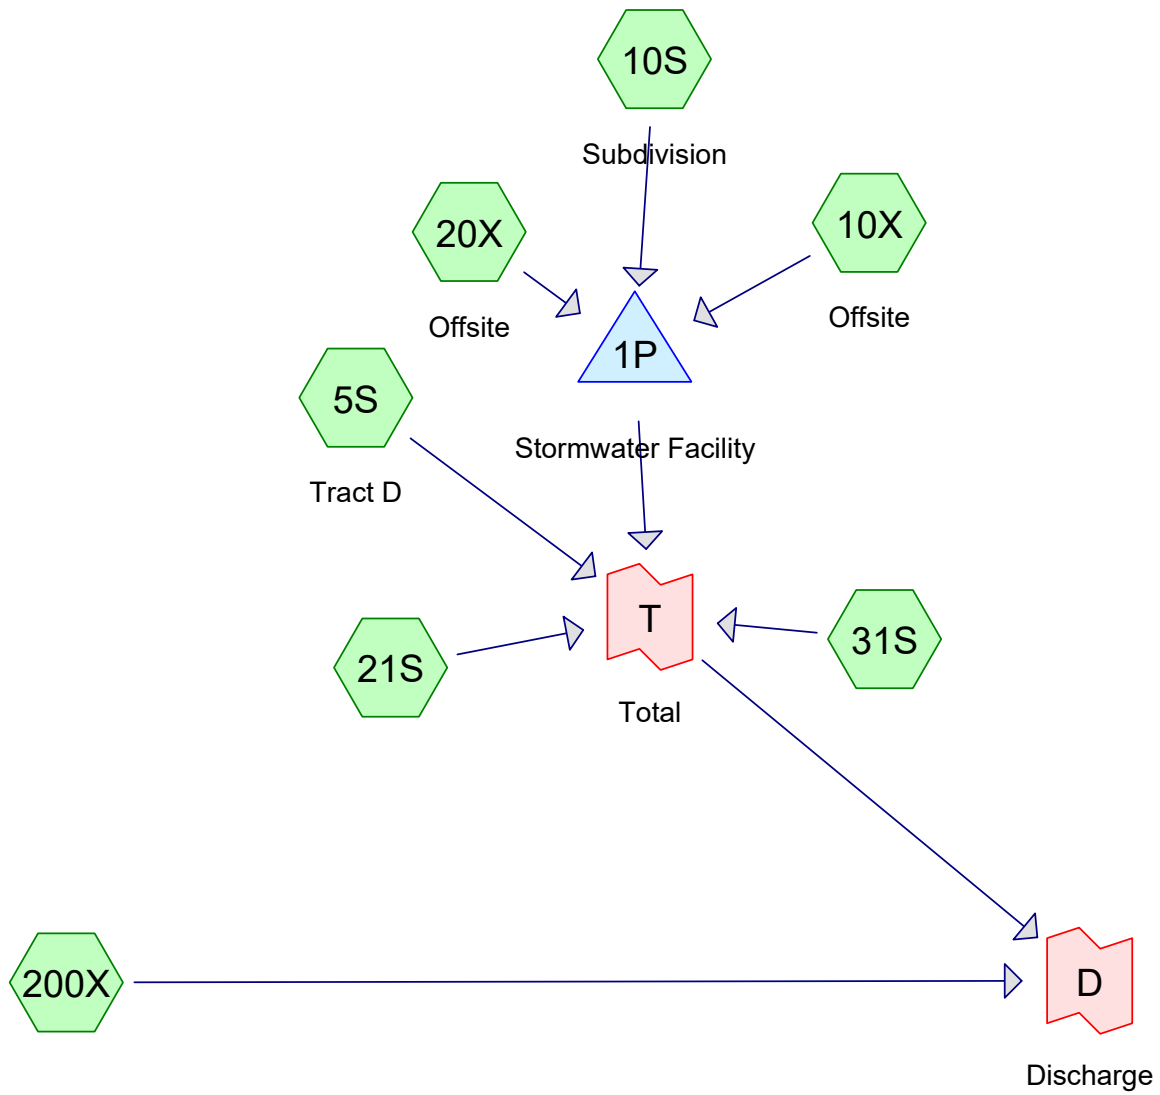 10S
Subdivision
20X
10X
Offsite
Offsite
1P
5S
Stormwater Facility
Tract D
T
21S
31S
Total
200X
D
Discharge